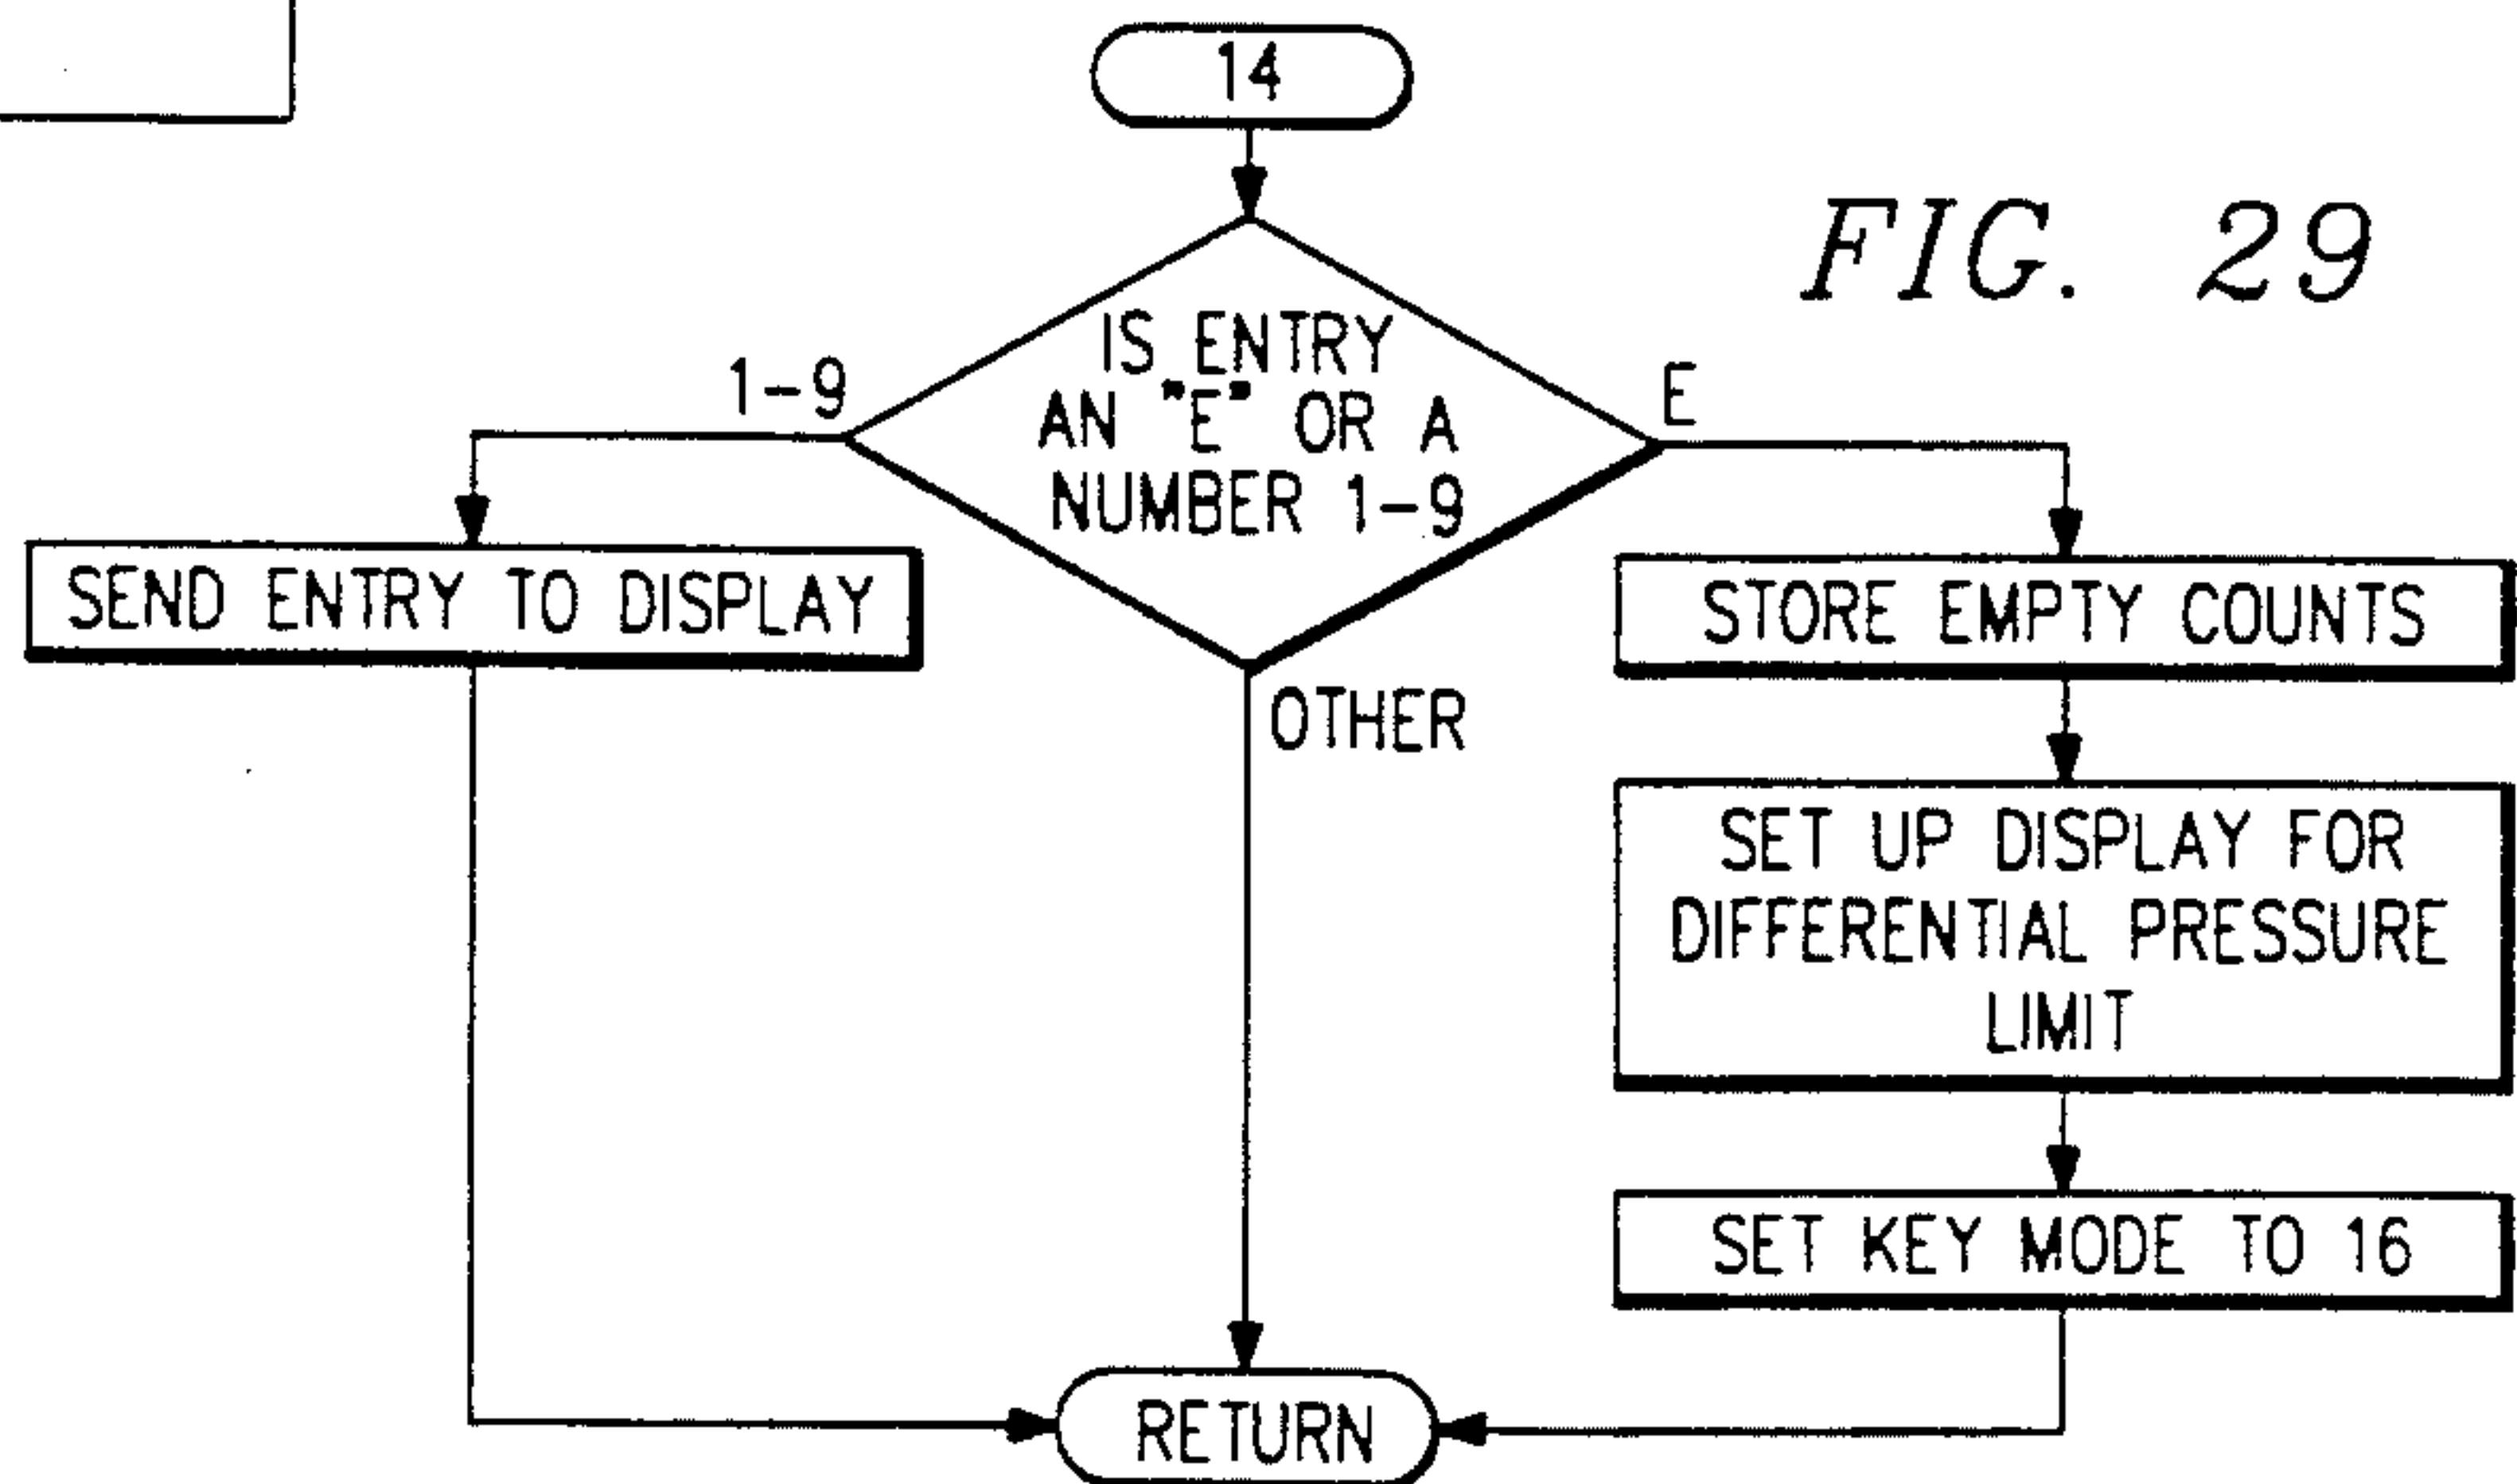 14
FIG. 29
IS ENTRY
AN "E" OR A
NUMBER 1-9
1-9
E
OTHER
SEND ENTRY TO DISPLAY
STORE EMPTY COUNTS
SET UP DISPLAY FOR
DIFFERENTIAL PRESSURE
LIMIT
SET KEY MODE TO 16
RETURN